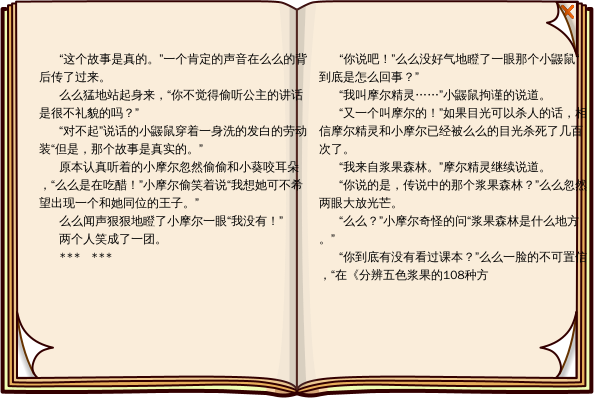 “这个故事是真的。”一个肯定的声音在么么的背
后传了过来。
么么猛地站起身来，“你不觉得偷听公主的讲话
是很不礼貌的吗？”
“对不起”说话的小鼹鼠穿着一身洗的发白的劳动
装“但是，那个故事是真实的。”
原本认真听着的小摩尔忽然偷偷和小葵咬耳朵
，“么么是在吃醋！”小摩尔偷笑着说“我想她可不希
望出现一个和她同位的王子。”
么么闻声狠狠地瞪了小摩尔一眼“我没有！”
两个人笑成了一团。
*** ***
“你说吧！”么么没好气地瞪了一眼那个小鼹鼠“
到底是怎么回事？”
“我叫摩尔精灵……”小鼹鼠拘谨的说道。
“又一个叫摩尔的！”如果目光可以杀人的话，相
信摩尔精灵和小摩尔已经被么么的目光杀死了几百
次了。
“我来自浆果森林。”摩尔精灵继续说道。
“你说的是，传说中的那个浆果森林？”么么忽然
两眼大放光芒。
“么么？”小摩尔奇怪的问“浆果森林是什么地方
。”
“你到底有没有看过课本？”么么一脸的不可置信
，“在《分辨五色浆果的108种方